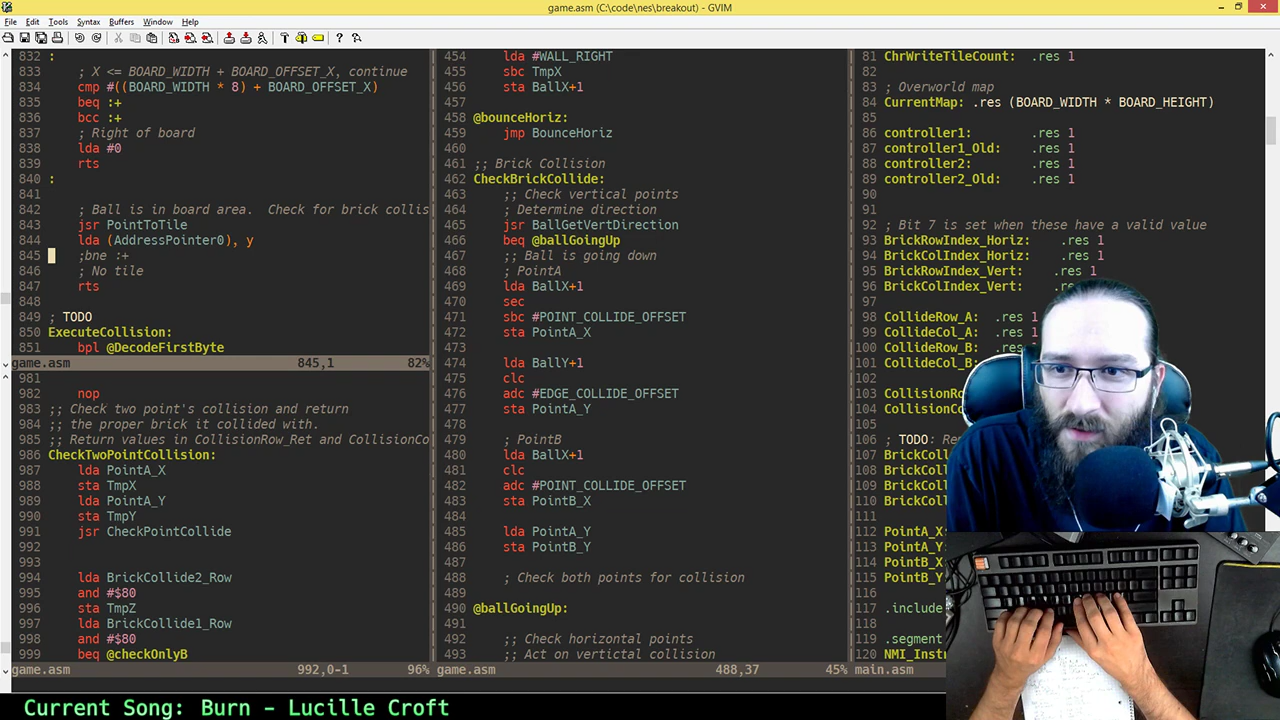 game.asm (C:\code\nes\breakout) - GVIM
File Edit Tools Syntax Buffers Window Help
832 :
833 ; X <= BOARD_WIDTH + BOARD_OFFSET_X, continue
834 cmp #((BOARD_WIDTH * 8) + BOARD_OFFSET_X)
835 beq :+
836 bcc :+
837 ; Right of board
838 lda #0
839 rts
840 :
841
842 ; Ball is in board area.  Check for brick collis
843 jsr PointToTile
844 lda (AddressPointer0), y
845 ;bne :+
846 ; No tile
847 rts
848
849 ; TODO
850 ExecuteCollision:
851 bpl @DecodeFirstByte
game.asm 845,1 82%
981
982 nop
983 ;; Check two point's collision and return
984 ;; the proper brick it collided with.
985 ;; Return values in CollisionRow_Ret and CollisionCo
986 CheckTwoPointCollision:
987 lda PointA_X
988 sta TmpX
989 lda PointA_Y
990 sta TmpY
991 jsr CheckPointCollide
992
993
994 lda BrickCollide2_Row
995 and #$80
996 sta TmpZ
997 lda BrickCollide1_Row
998 and #$80
999 beq @checkOnlyB
game.asm 992,0-1 96%
454 lda #WALL_RIGHT
455 sbc TmpX
456 sta BallX+1
457
458 @bounceHoriz:
459 jmp BounceHoriz
460
461 ;; Brick Collision
462 CheckBrickCollide:
463 ;; Check vertical points
464 ; Determine direction
465 jsr BallGetVertDirection
466 beq @ballGoingUp
467 ;; Ball is going down
468 ; PointA
469 lda BallX+1
470 sec
471 sbc #POINT_COLLIDE_OFFSET
472 sta PointA_X
473
474 lda BallY+1
475 clc
476 adc #EDGE_COLLIDE_OFFSET
477 sta PointA_Y
478
479 ; PointB
480 lda BallX+1
481 clc
482 adc #POINT_COLLIDE_OFFSET
483 sta PointB_X
484
485 lda PointA_Y
486 sta PointB_Y
487
488 ; Check both points for collision
489
490 @ballGoingUp:
491
492 ;; Check horizontal points
493 ;; Act on vertictal collision
game.asm 488,37 45%
81 ChrWriteTileCount: .res 1
82
83 ; Overworld map
84 CurrentMap: .res (BOARD_WIDTH * BOARD_HEIGHT)
85
86 controller1: .res 1
87 controller1_Old: .res 1
88 controller2: .res 1
89 controller2_Old: .res 1
90
91
92 ; Bit 7 is set when these have a valid value
93 BrickRowIndex_Horiz: .res 1
94 BrickColIndex_Horiz: .res 1
95 BrickRowIndex_Vert: .res 1
96 BrickColIndex_Vert: .res 1
97
98 CollideRow_A: .res 1
99 CollideCol_A: .res
100 CollideRow_B: .res
101 CollideCol_B:
102
103 CollisionRo
104 CollisionCo
105
106 ; TODO: Re
107 BrickColl
108 BrickColl
109 BrickColl
110 BrickColl
111
112 PointA_X
113 PointA_Y
114 PointB_X
115 PointB_Y
116
117 .include
118
119 .segment
120 NMI_Instr
main.asm
Current Song: Burn - Lucille Croft